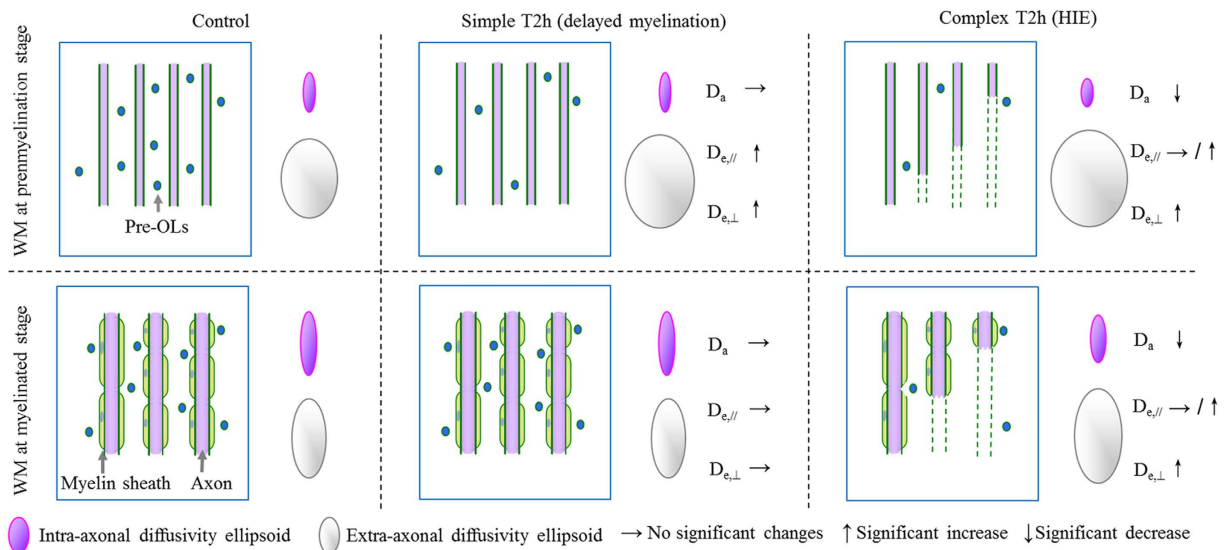 Control
Simple T2h (delayed myelination)
Complex T2h (HIE)
WM at premmyelination stage
Pre-OLs
Da →
De,// ↑
De,⊥ ↑
Da ↓
De,// → / ↑
De,⊥ ↑
WM at myelinated stage
Myelin sheath
Axon
Da →
De,// →
De,⊥ →
Da ↓
De,// → / ↑
De,⊥ ↑
Intra-axonal diffusivity ellipsoid
Extra-axonal diffusivity ellipsoid
→ No significant changes
↑ Significant increase
↓ Significant decrease